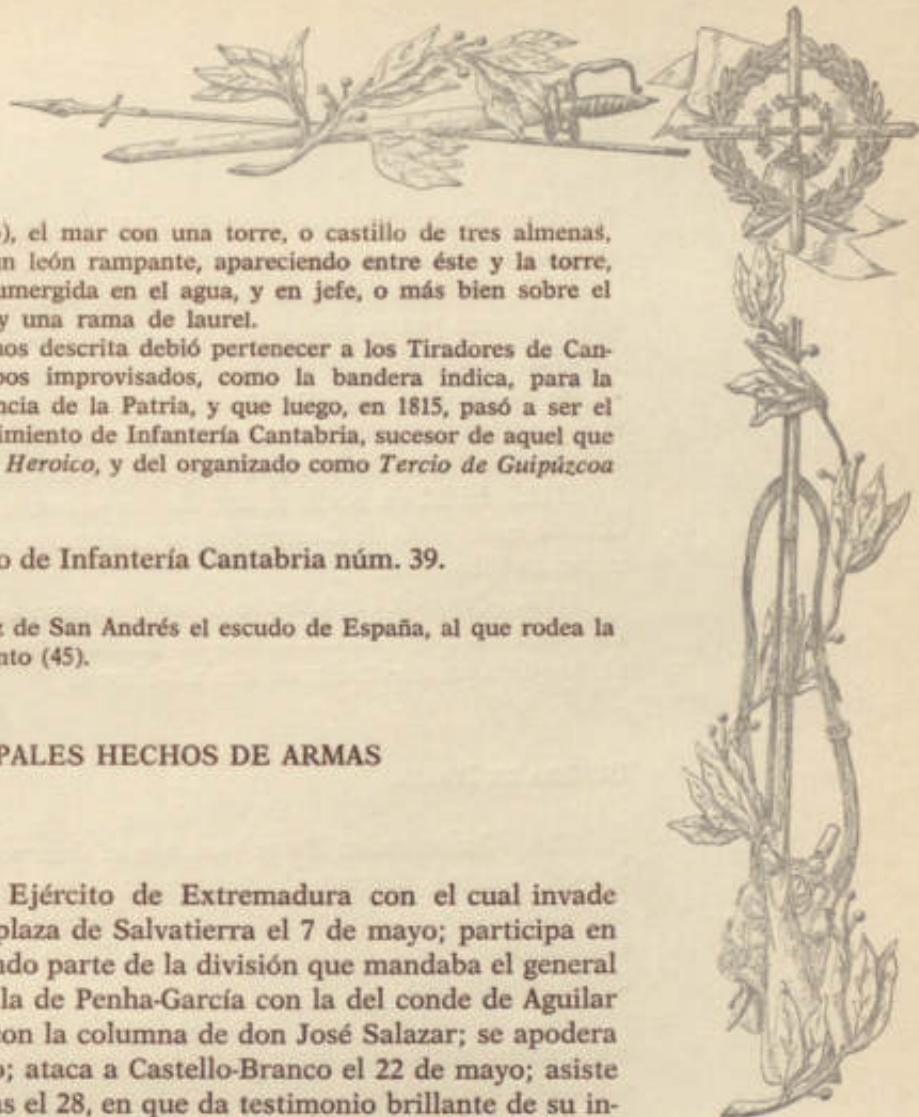 ), el mar con una torre, o castillo de tres almenas,
n león rampante, apareciendo entre éste y la torre,
umergida en el agua, y en jefe, o más bien sobre el
y una rama de laurel.
nos descrita debió pertenecer a los Tiradores de Can-
pos improvisados, como la bandera indica, para la
ncia de la Patria, y que luego, en 1815, pasó a ser el
imiento de Infantería Cantabria, sucesor de aquel que
Heroico, y del organizado como Tercio de Guipúzcoa
o de Infantería Cantabria núm. 39.
z de San Andrés el escudo de España, al que rodea la
nto (45).
PALES HECHOS DE ARMAS
Ejército de Extremadura con el cual invade
plaza de Salvatierra el 7 de mayo; participa en
ndo parte de la división que mandaba el general
la de Penha-García con la del conde de Aguilar
con la columna de don José Salazar; se apodera
o; ataca a Castello-Branco el 22 de mayo; asiste
as el 28, en que da testimonio brillante de su in-